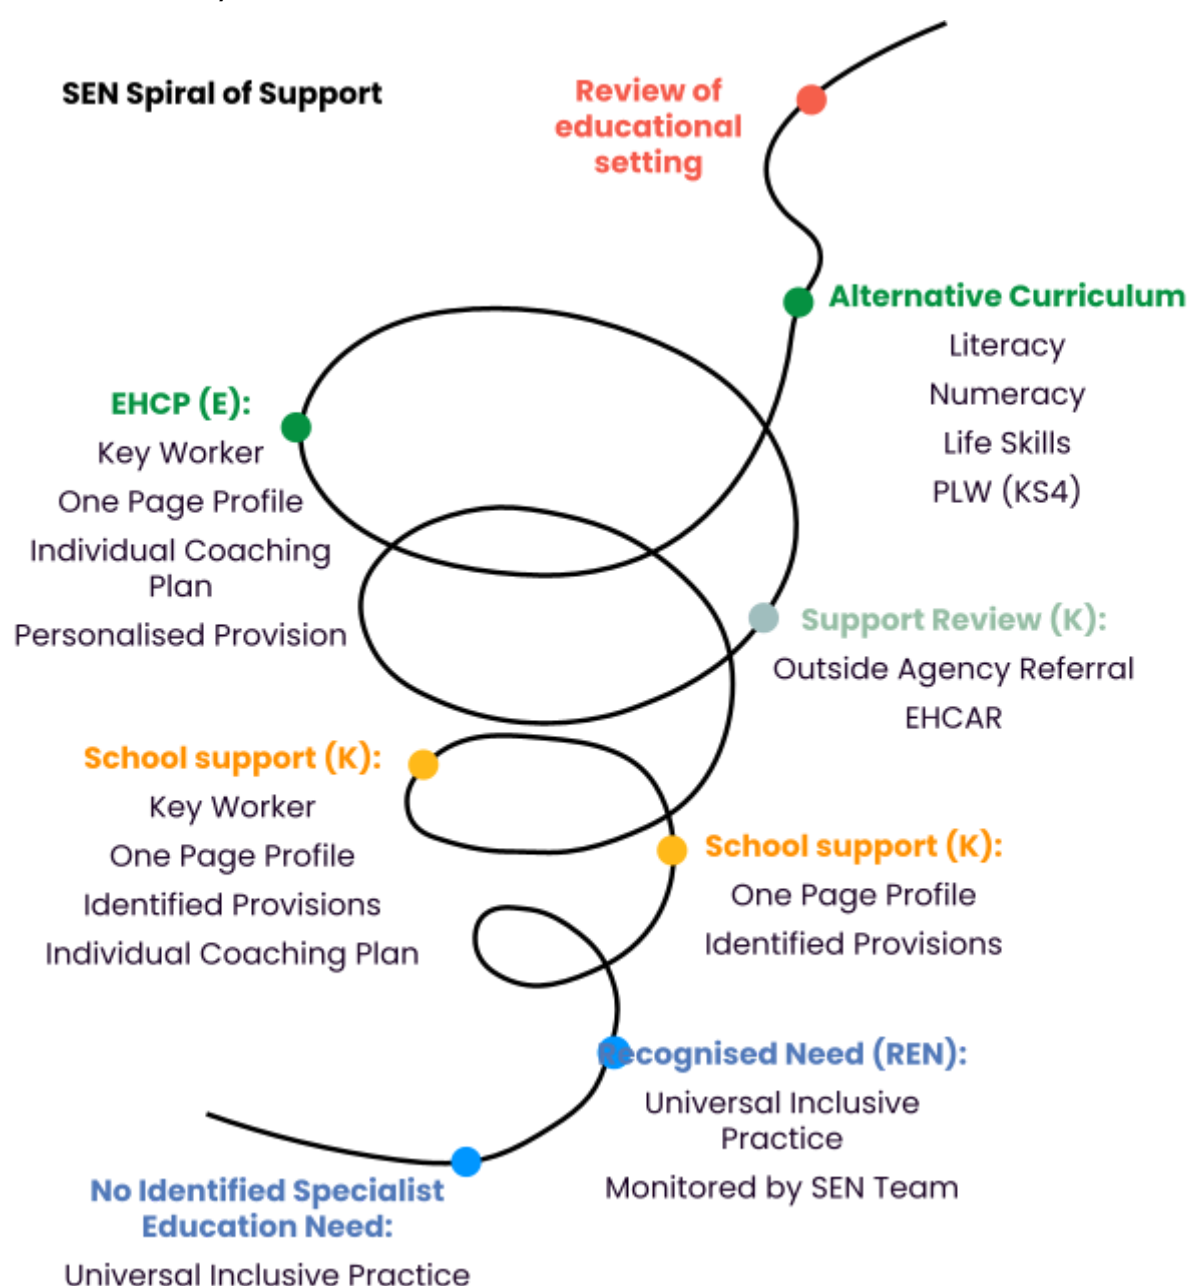 SEN Spiral of Support
Review of
educational
setting
Alternative Curriculum
Literacy
Numeracy
Life Skills
PLW (KS4)
EHCP (E):
Key Worker
One Page Profile
Individual Coaching
Plan
Personalised Provision
Support Review (K):
Outside Agency Referral
EHCAR
School support (K):
Key Worker
One Page Profile
Identified Provisions
Individual Coaching Plan
School support (K):
One Page Profile
Identified Provisions
Recognised Need (REN):
Universal Inclusive
Practice
Monitored by SEN Team
No Identified Specialist
Education Need:
Universal Inclusive Practice